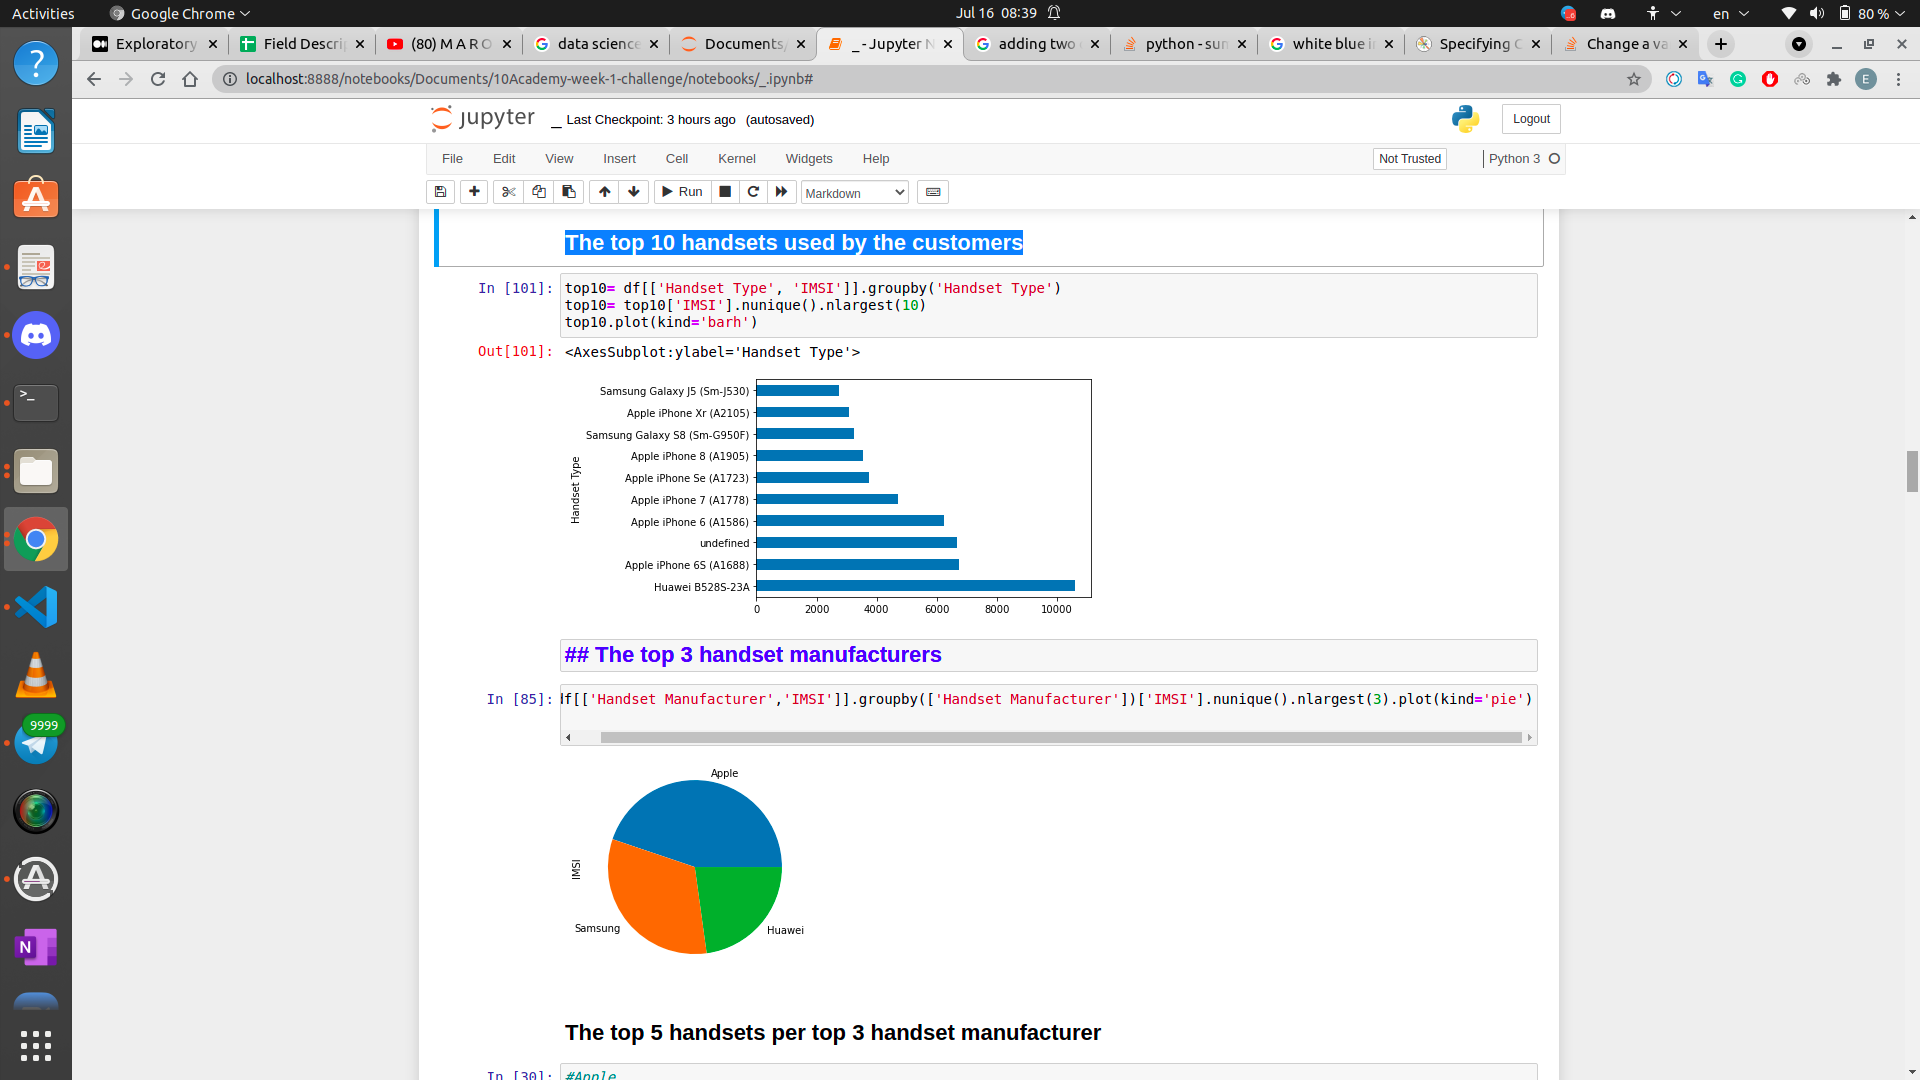 Activities
Google Chrome
Jul 16 08:39
en
80 %
Exploratory
Field Descrip
(80) M A R O
data science
Documents/
_ - Jupyter N
adding two
python - sum
white blue i
Specifying C
Change a va
localhost:8888/notebooks/Documents/10Academy-week-1-challenge/notebooks/_.ipynb#
E
jupyter
_ Last Checkpoint: 3 hours ago (autosaved)
Logout
File Edit View Insert Cell Kernel Widgets Help
Not Trusted
Python 3
Run
Markdown
The top 10 handsets used by the customers
In [101]: top10= df[['Handset Type', 'IMSI']].groupby('Handset Type')
top10= top10['IMSI'].nunique().nlargest(10)
top10.plot(kind='barh')
Out[101]: <AxesSubplot:ylabel='Handset Type'>
Handset Type
Samsung Galaxy J5 (Sm-J530)
Apple iPhone Xr (A2105)
Samsung Galaxy S8 (Sm-G950F)
Apple iPhone 8 (A1905)
Apple iPhone Se (A1723)
Apple iPhone 7 (A1778)
Apple iPhone 6 (A1586)
undefined
Apple iPhone 6S (A1688)
Huawei B528S-23A
0 2000 4000 6000 8000 10000
## The top 3 handset manufacturers
In [85]: df[['Handset Manufacturer','IMSI']].groupby(['Handset Manufacturer'])['IMSI'].nunique().nlargest(3).plot(kind='pie')
Apple
IMSI
Samsung
Huawei
The top 5 handsets per top 3 handset manufacturer
In [30]: #Apple
9999
N